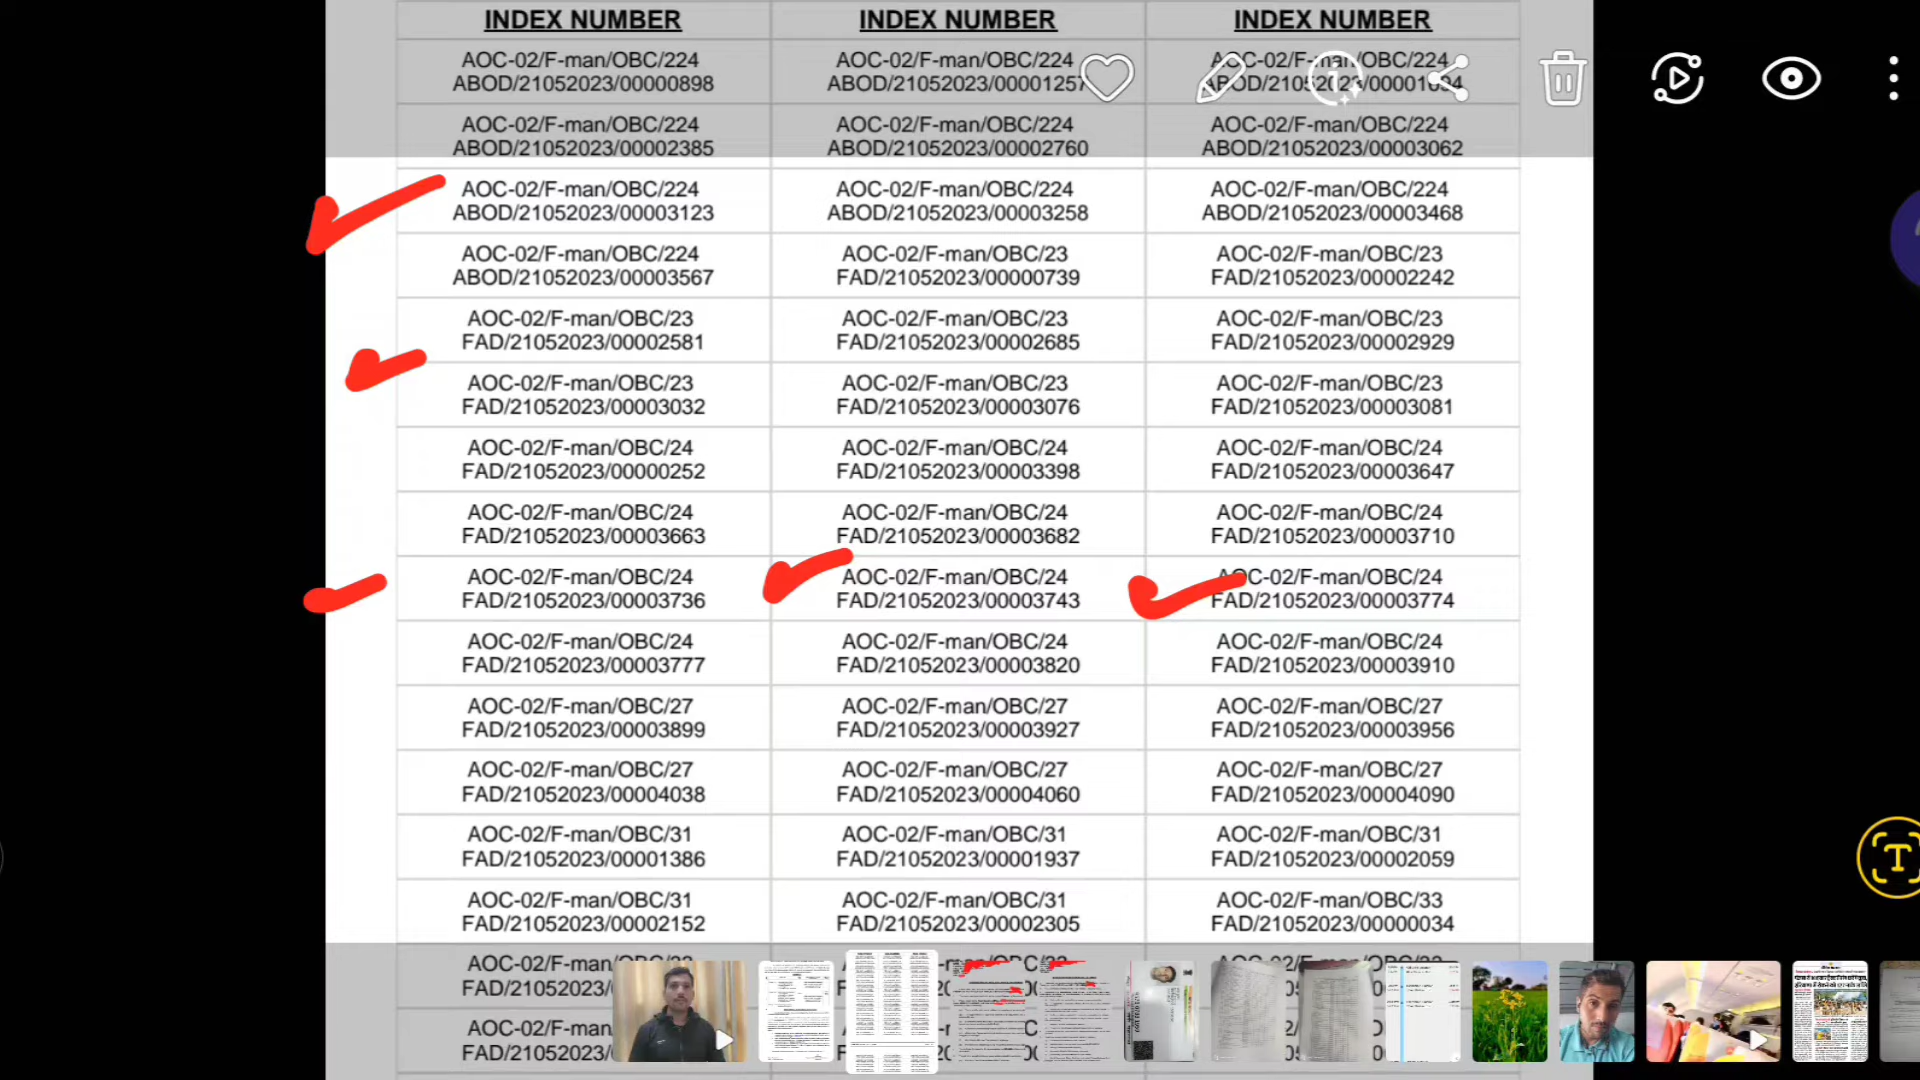 INDEX NUMBER INDEX NUMBER INDEX NUMBER
AOC-02/F-man/OBC/224 AOC-02/F-man/OBC/224 AOC-02/F-man/OBC/224
ABOD/21052023/00000898 ABOD/21052023/00001257
AOC-02/F-man/OBC/224 AOC-02/F-man/OBC/224 AOC-02/F-man/OBC/224
ABOD/21052023/00002385 ABOD/21052023/00002760 ABOD/21052023/00003062
AOC-02/F-man/OBC/224 AOC-02/F-man/OBC/224 AOC-02/F-man/OBC/224
ABOD/21052023/00003123 ABOD/21052023/00003258 ABOD/21052023/00003468
AOC-02/F-man/OBC/224 AOC-02/F-man/OBC/23 AOC-02/F-man/OBC/23
ABOD/21052023/00003567 FAD/21052023/00000739 FAD/21052023/00002242
AOC-02/F-man/OBC/23 AOC-02/F-man/OBC/23 AOC-02/F-man/OBC/23
FAD/21052023/00002581 FAD/21052023/00002685 FAD/21052023/00002929
AOC-02/F-man/OBC/23 AOC-02/F-man/OBC/23 AOC-02/F-man/OBC/23
FAD/21052023/00003032 FAD/21052023/00003076 FAD/21052023/00003081
AOC-02/F-man/OBC/24 AOC-02/F-man/OBC/24 AOC-02/F-man/OBC/24
FAD/21052023/00000252 FAD/21052023/00003398 FAD/21052023/00003647
AOC-02/F-man/OBC/24 AOC-02/F-man/OBC/24 AOC-02/F-man/OBC/24
FAD/21052023/00003663 FAD/21052023/00003682 FAD/21052023/00003710
AOC-02/F-man/OBC/24 AOC-02/F-man/OBC/24 AOC-02/F-man/OBC/24
FAD/21052023/00003736 FAD/21052023/00003743 FAD/21052023/00003774
AOC-02/F-man/OBC/24 AOC-02/F-man/OBC/24 AOC-02/F-man/OBC/24
FAD/21052023/00003777 FAD/21052023/00003820 FAD/21052023/00003910
AOC-02/F-man/OBC/27 AOC-02/F-man/OBC/27 AOC-02/F-man/OBC/27
FAD/21052023/00003899 FAD/21052023/00003927 FAD/21052023/00003956
AOC-02/F-man/OBC/27 AOC-02/F-man/OBC/27 AOC-02/F-man/OBC/27
FAD/21052023/00004038 FAD/21052023/00004060 FAD/21052023/00004090
AOC-02/F-man/OBC/31 AOC-02/F-man/OBC/31 AOC-02/F-man/OBC/31
FAD/21052023/00001386 FAD/21052023/00001937 FAD/21052023/00002059
AOC-02/F-man/OBC/31 AOC-02/F-man/OBC/31 AOC-02/F-man/OBC/33
FAD/21052023/00002152 FAD/21052023/00002305 FAD/21052023/00000034